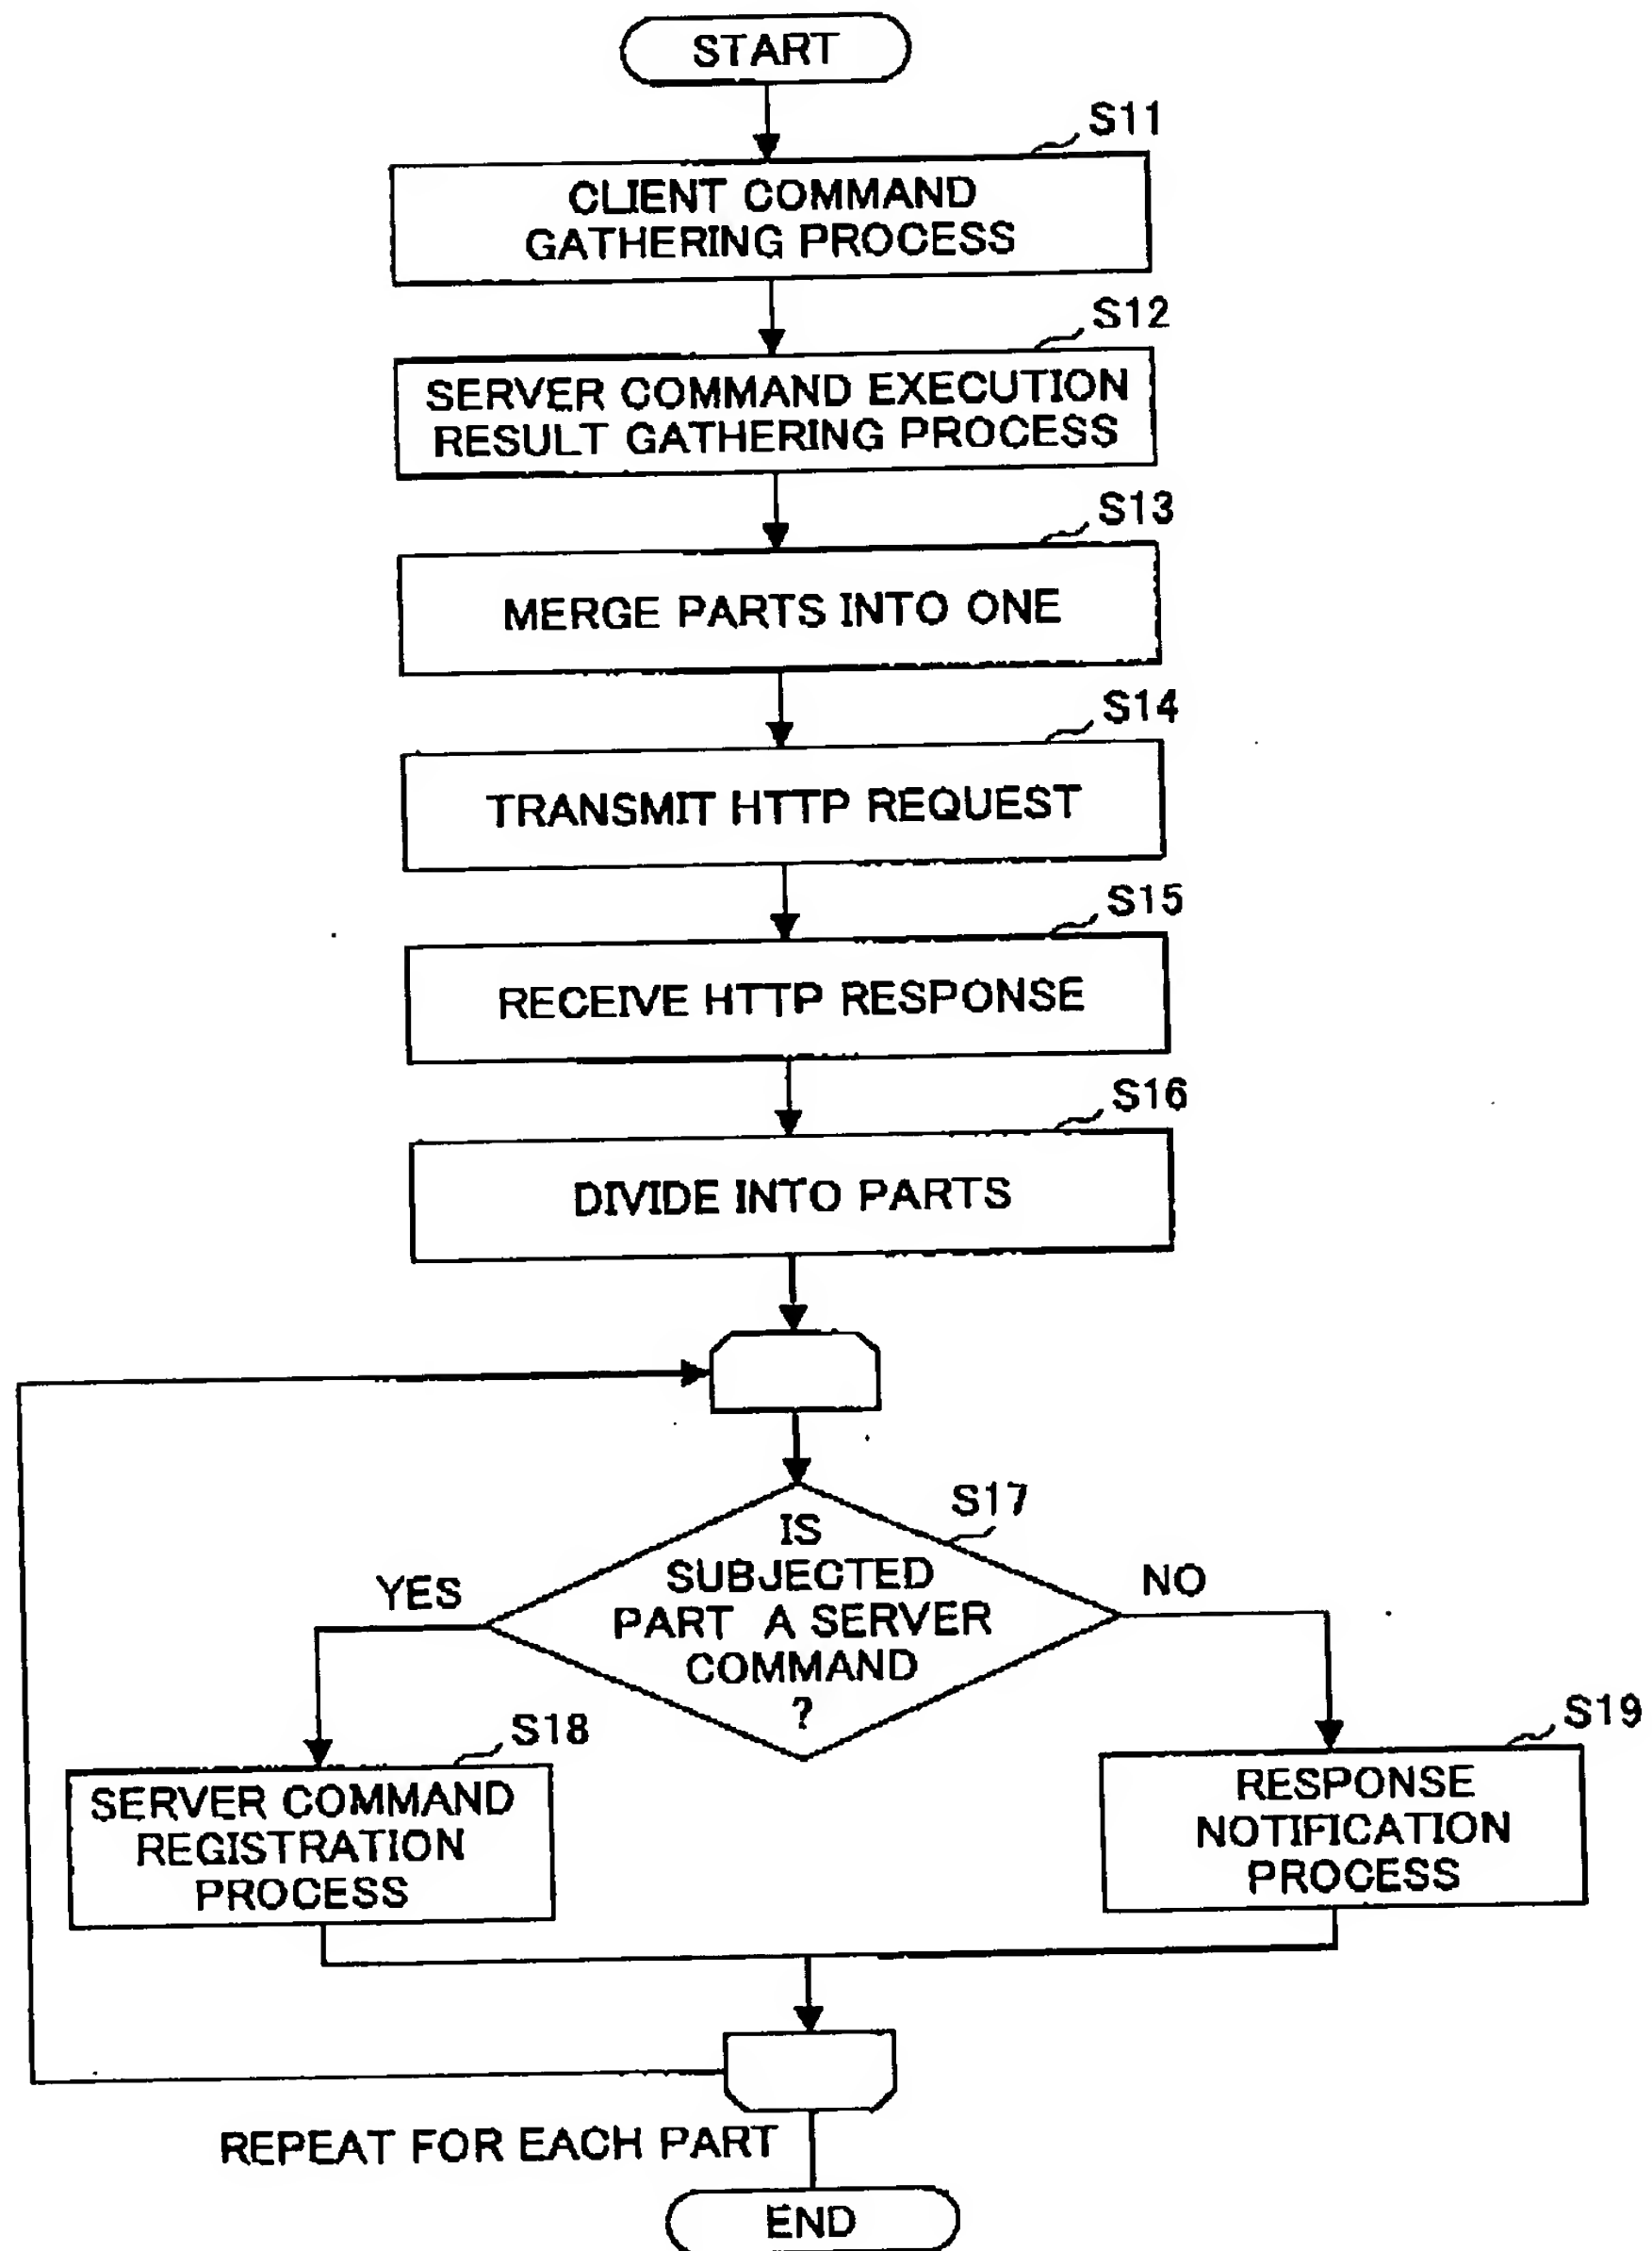 START
S11
CLIENT COMMAND
GATHERING PROCESS
S12
SERVER COMMAND EXECUTION
RESULT GATHERING PROCESS
S13
MERGE PARTS INTO ONE
S14
TRANSMIT HTTP REQUEST
S15
RECEIVE HTTP RESPONSE
S16
DIVIDE INTO PARTS
S17
IS
SUBJECTED
PART A SERVER
COMMAND
?
YES
NO
S18
SERVER COMMAND
REGISTRATION
PROCESS
S19
RESPONSE
NOTIFICATION
PROCESS
REPEAT FOR EACH PART
END